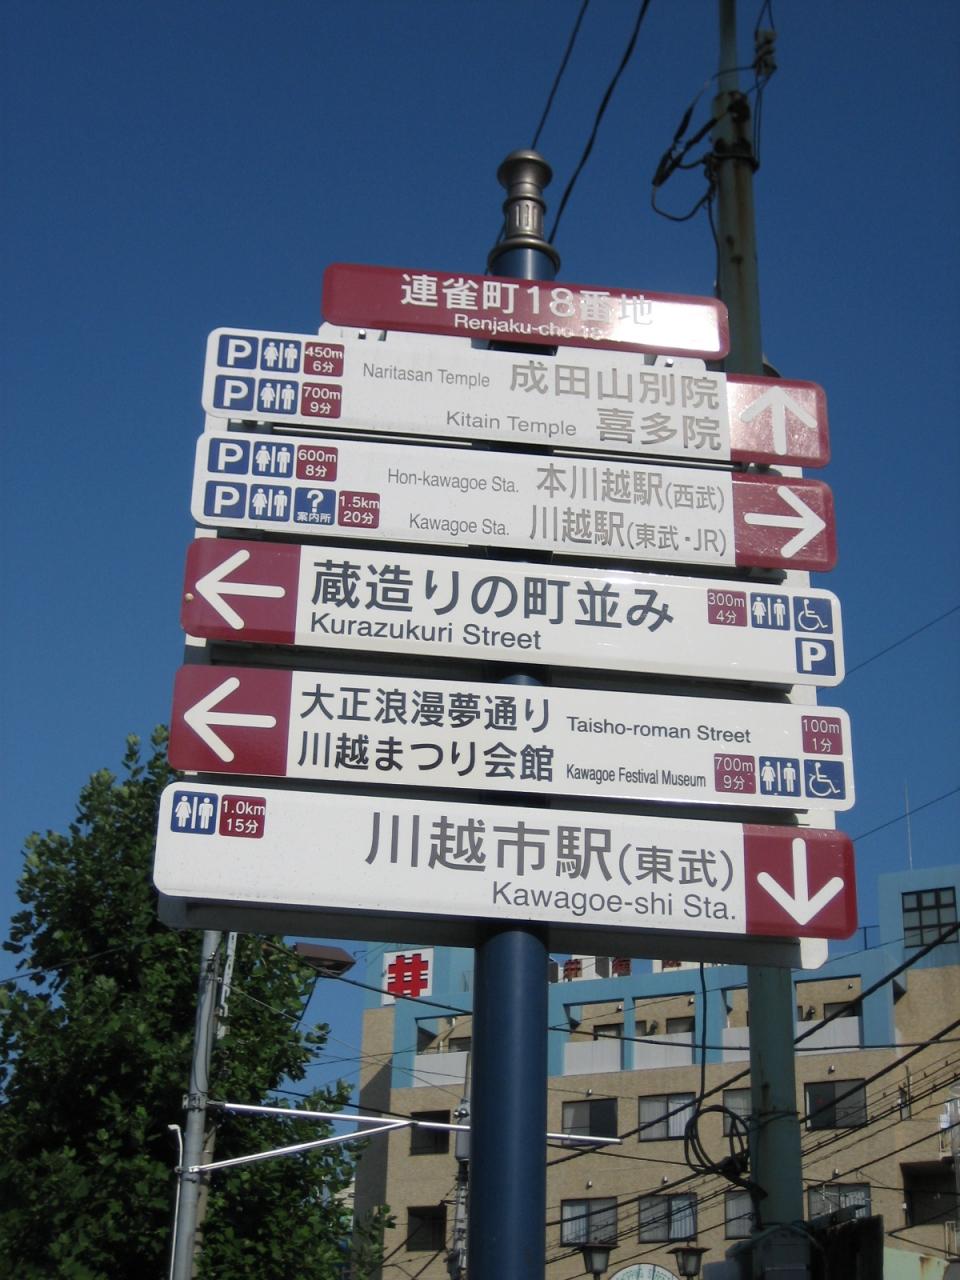 連雀町18番地
Renjaku-cho 18
P 450m 6分 Naritasan Temple 成田山別院
P 700m 9分 Kitain Temple 喜多院
P 600m 8分 Hon-kawagoe Sta. 本川越駅(西武)
P ? 案内所 1.5km 20分 Kawagoe Sta. 川越駅(東武・JR)
蔵造りの町並み 300m 4分
Kurazukuri Street P
大正浪漫夢通り Taisho-roman Street 100m 1分
川越まつり会館 Kawagoe Festival Museum 700m 9分
1.0km 15分 川越市駅(東武)
Kawagoe-shi Sta.
井